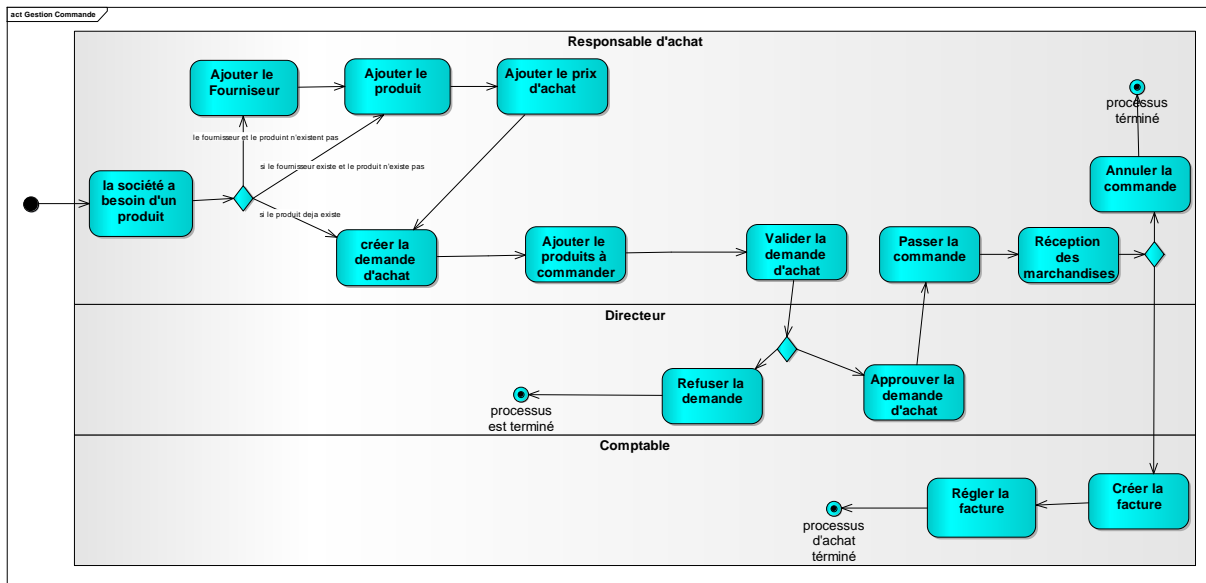 act Gestion Commande
Responsable d'achat
Ajouter le
Fourniseur
Ajouter le
produit
Ajouter le prix
d'achat
processus
términé
le fournisseur et le produint n'existent pas
si le fournisseur existe et le produit n'existe pas
Annuler la
commande
la société a
besoin d'un
produit
si le produit deja existe
créer la
demande
d'achat
Ajouter le
produits à
commander
Valider la
demande
d'achat
Passer la
commande
Réception
des
marchandises
Directeur
Refuser la
demande
Approuver la
demande
d'achat
processus
est terminé
Comptable
Régler la
facture
Créer la
facture
processus
d'achat
términé